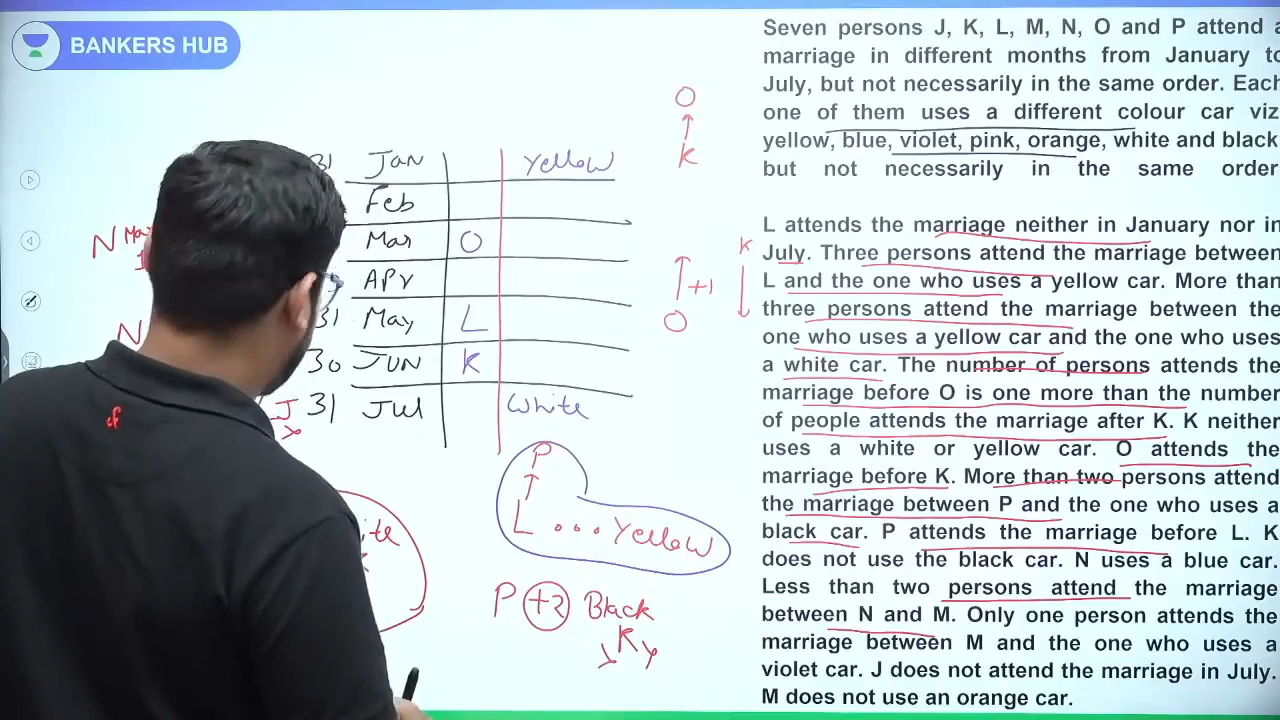 BANKERS HUB
Seven persons J, K, L, M, N, O and P attend a
marriage in different months from January to
July, but not necessarily in the same order. Each
one of them uses a different colour car viz
yellow, blue, violet, pink, orange, white and black
but not necessarily in the same order
L attends the marriage neither in January nor in
July. Three persons attend the marriage between
L and the one who uses a yellow car. More than
three persons attend the marriage between the
one who uses a yellow car and the one who uses
a white car. The number of persons attends the
marriage before O is one more than the number
of people attends the marriage after K. K neither
uses a white or yellow car. O attends the
marriage before K. More than two persons attend
the marriage between P and the one who uses a
black car. P attends the marriage before L. K
does not use the black car. N uses a blue car.
Less than two persons attend the marriage
between N and M. Only one person attends the
marriage between M and the one who uses a
violet car. J does not attend the marriage in July.
M does not use an orange car.
31 Jan Yellow
Feb
Mar O
APr
31 May L
30 JUN K
J 31 Jul White
N
N
O
K
K
+1
O
P
L ... Yellow
P +2 Black
K